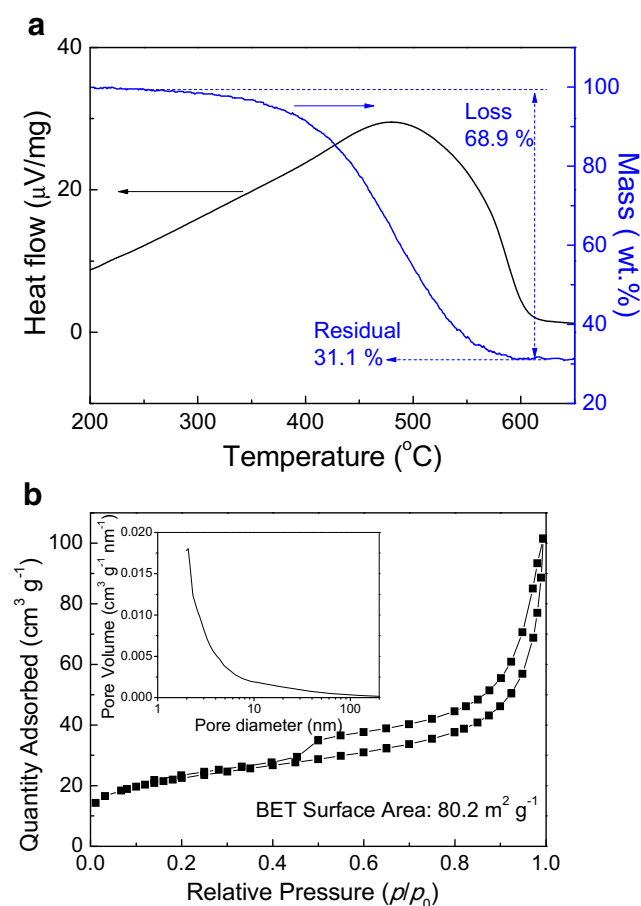 a
40
20
0
Heat flow (μV/mg)
100
80
60
40
20
Mass ( wt.%)
Loss
68.9 %
Residual
31.1 %
200
300
400
500
600
Temperature (°C)
b
100
80
60
40
20
0
Quantity Adsorbed (cm³ g⁻¹)
0.020
0.015
0.010
0.005
0.000
Pore Volume (cm³ g⁻¹ nm⁻¹)
1
10
100
Pore diameter (nm)
BET Surface Area: 80.2 m² g⁻¹
0.0
0.2
0.4
0.6
0.8
1.0
Relative Pressure (p/p₀)